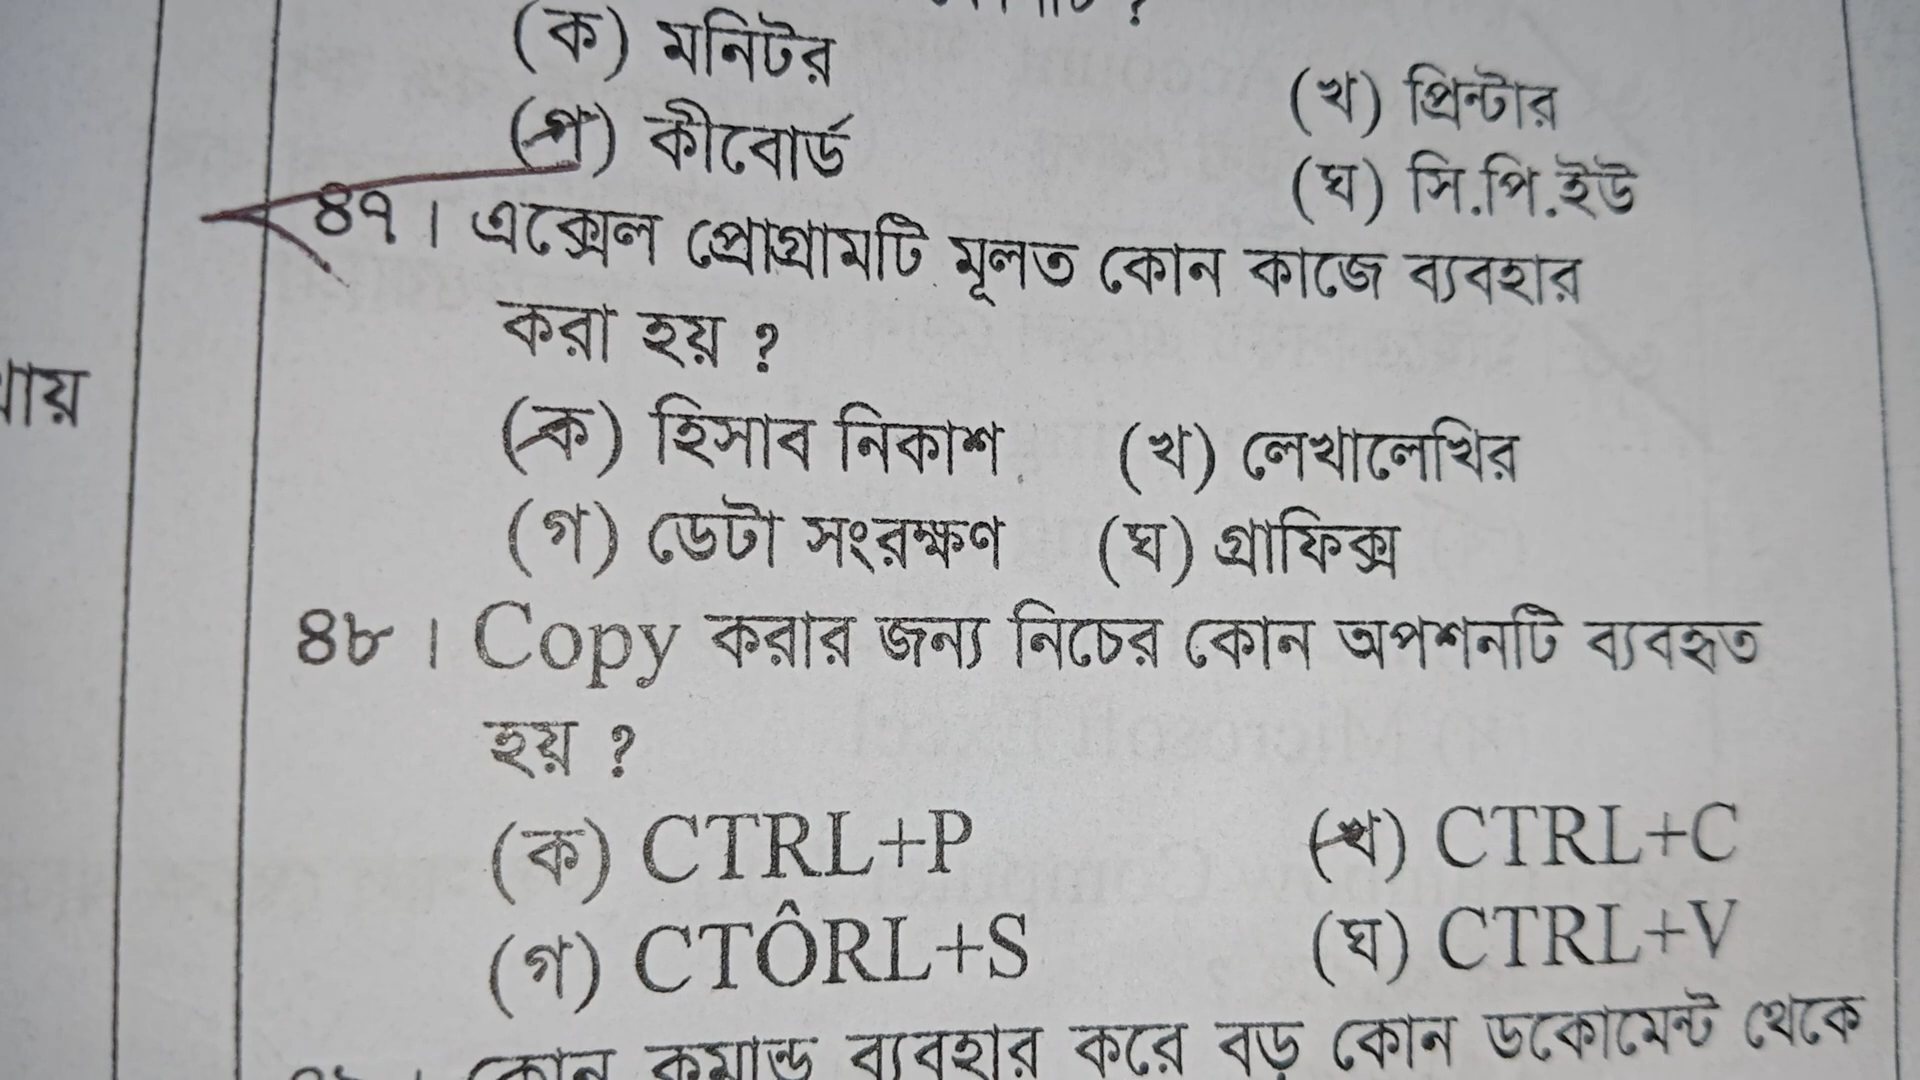 ?
(ক) মনিটর
(খ) প্রিন্টার
(গ) কীবোর্ড
(ঘ) সি.পি.ইউ
৪৭। এক্সেল প্রোগ্রামটি মূলত কোন কাজে ব্যবহার
করা হয় ?
(ক) হিসাব নিকাশ (খ) লেখালেখির
(গ) ডেটা সংরক্ষণ (ঘ) গ্রাফিক্স
৪৮। Copy করার জন্য নিচের কোন অপশনটি ব্যবহৃত
হয় ?
(ক) CTRL+P (খ) CTRL+C
(গ) CTÔRL+S (ঘ) CTRL+V
কোন কমান্ড ব্যবহার করে বড় কোন ডকোমেন্ট থেকে